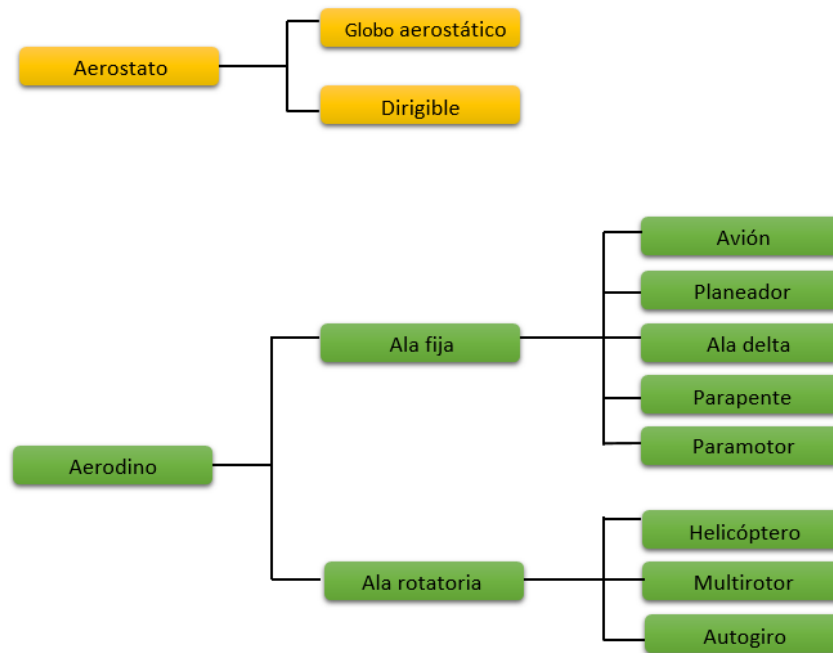 Aerostato
Globo aerostático
Dirigible
Aerodino
Ala fija
Avión
Planeador
Ala delta
Parapente
Paramotor
Ala rotatoria
Helicóptero
Multirotor
Autogiro